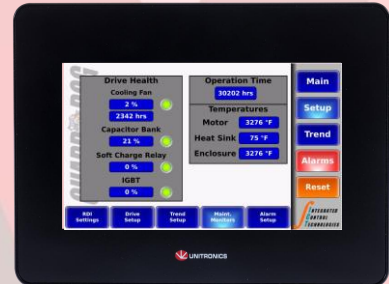 Drive Health
Cooling Fan
2 %
2342 hrs
Capacitor Bank
21 %
Soft Charge Relay
0 %
IGBT
0 %
Operation Time
30202 hrs
Temperatures
Motor 3276 °F
Heat Sink 75 °F
Enclosure 3276 °F
Main
Setup
Trend
Alarms
Reset
RDI Settings
Drive Setup
Trend Setup
Maint. Monitors
Alarm Setup
INTEGRATED
CONTROL
TECHNOLOGIES
UNITRONICS